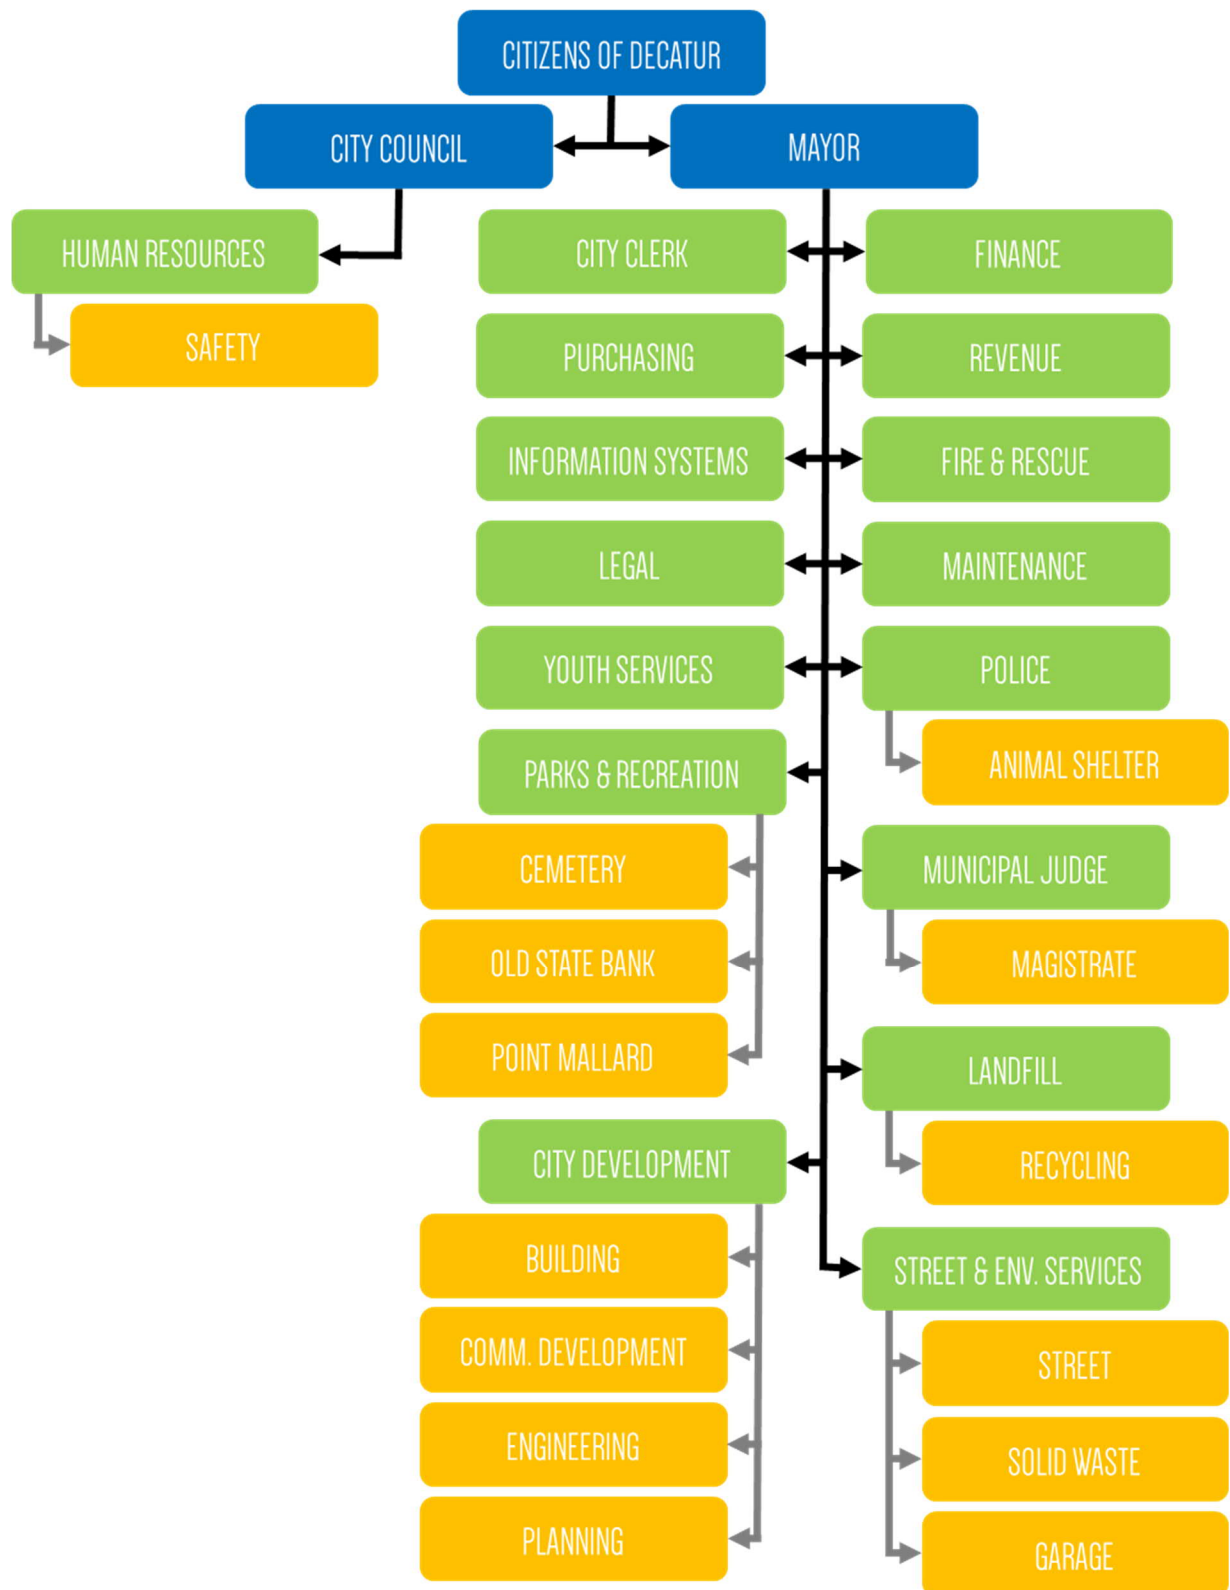 CITIZENS OF DECATUR
CITY COUNCIL
MAYOR
HUMAN RESOURCES
SAFETY
CITY CLERK
FINANCE
PURCHASING
REVENUE
INFORMATION SYSTEMS
FIRE & RESCUE
LEGAL
MAINTENANCE
YOUTH SERVICES
POLICE
ANIMAL SHELTER
PARKS & RECREATION
CEMETERY
OLD STATE BANK
POINT MALLARD
MUNICIPAL JUDGE
MAGISTRATE
LANDFILL
RECYCLING
CITY DEVELOPMENT
BUILDING
COMM. DEVELOPMENT
ENGINEERING
PLANNING
STREET & ENV. SERVICES
STREET
SOLID WASTE
GARAGE